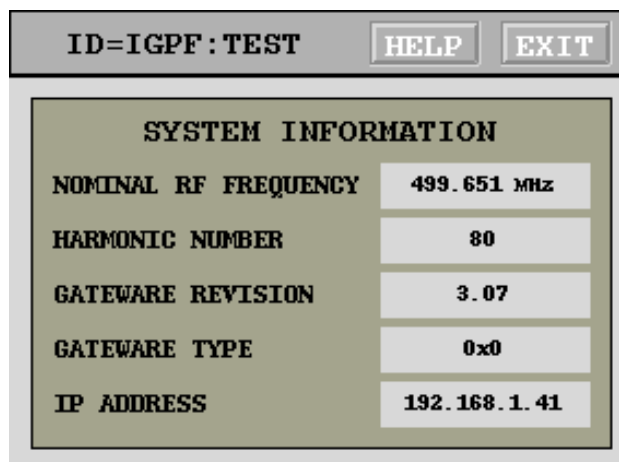 ID=IGPF:TEST HELP EXIT
SYSTEM INFORMATION
NOMINAL RF FREQUENCY 499.651 MHz
HARMONIC NUMBER 80
GATEWARE REVISION 3.07
GATEWARE TYPE 0x0
IP ADDRESS 192.168.1.41